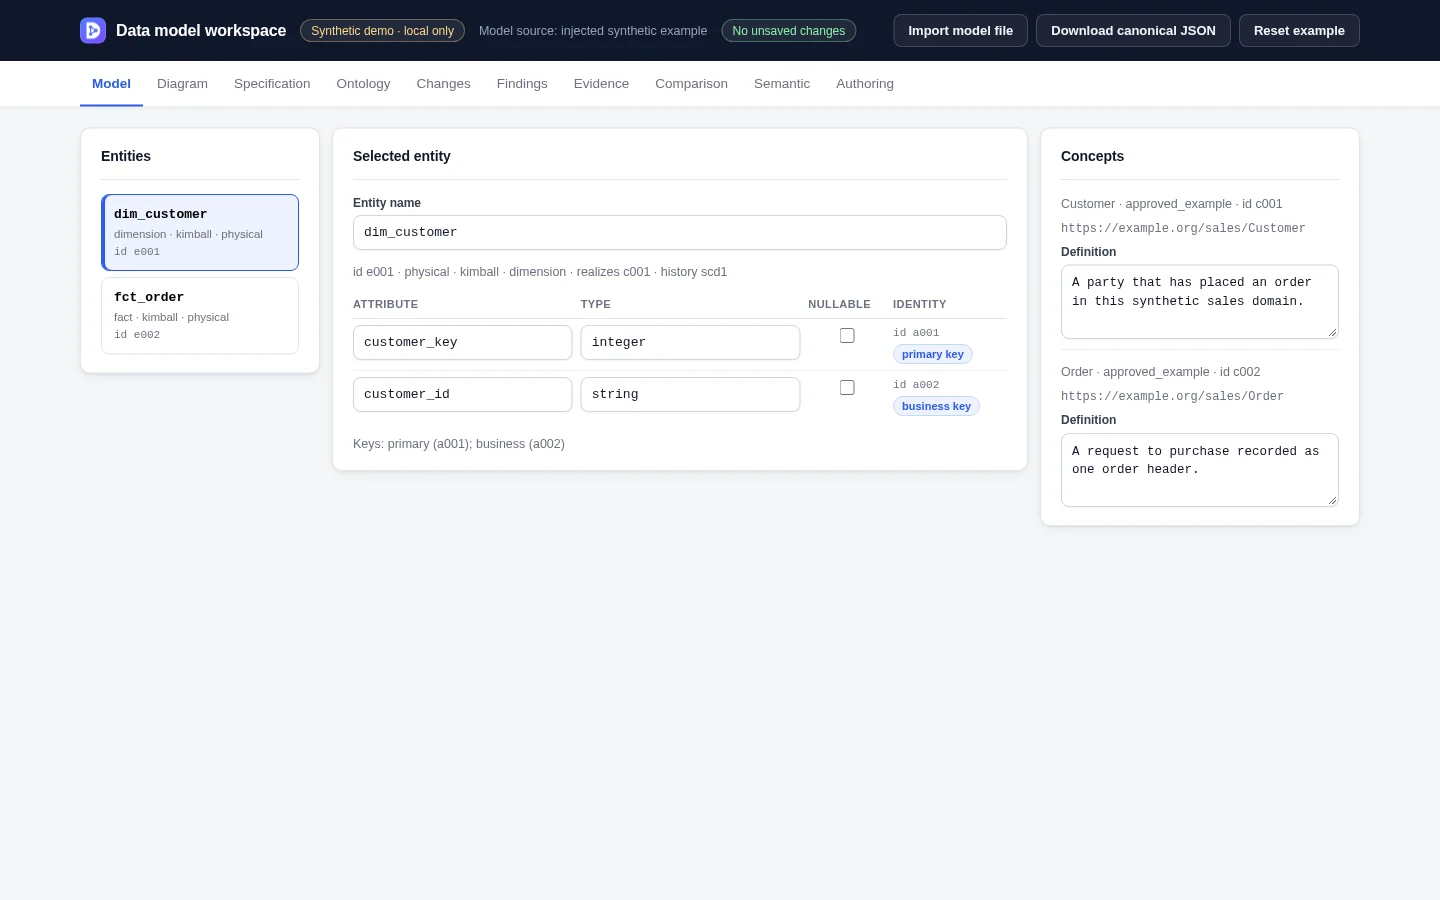 Data model workspace
Synthetic demo · local only
Model source: injected synthetic example
No unsaved changes
Import model file
Download canonical JSON
Reset example
Model
Diagram
Specification
Ontology
Changes
Findings
Evidence
Comparison
Semantic
Authoring
Entities
dim_customer
dimension · kimball · physical
id e001
fct_order
fact · kimball · physical
id e002
Selected entity
Entity name
dim_customer
id e001 · physical · kimball · dimension · realizes c001 · history scd1
ATTRIBUTE TYPE NULLABLE IDENTITY
customer_key integer id a001
primary key
customer_id string id a002
business key
Keys: primary (a001); business (a002)
Concepts
Customer · approved_example · id c001
https://example.org/sales/Customer
Definition
A party that has placed an order
in this synthetic sales domain.
Order · approved_example · id c002
https://example.org/sales/Order
Definition
A request to purchase recorded as
one order header.